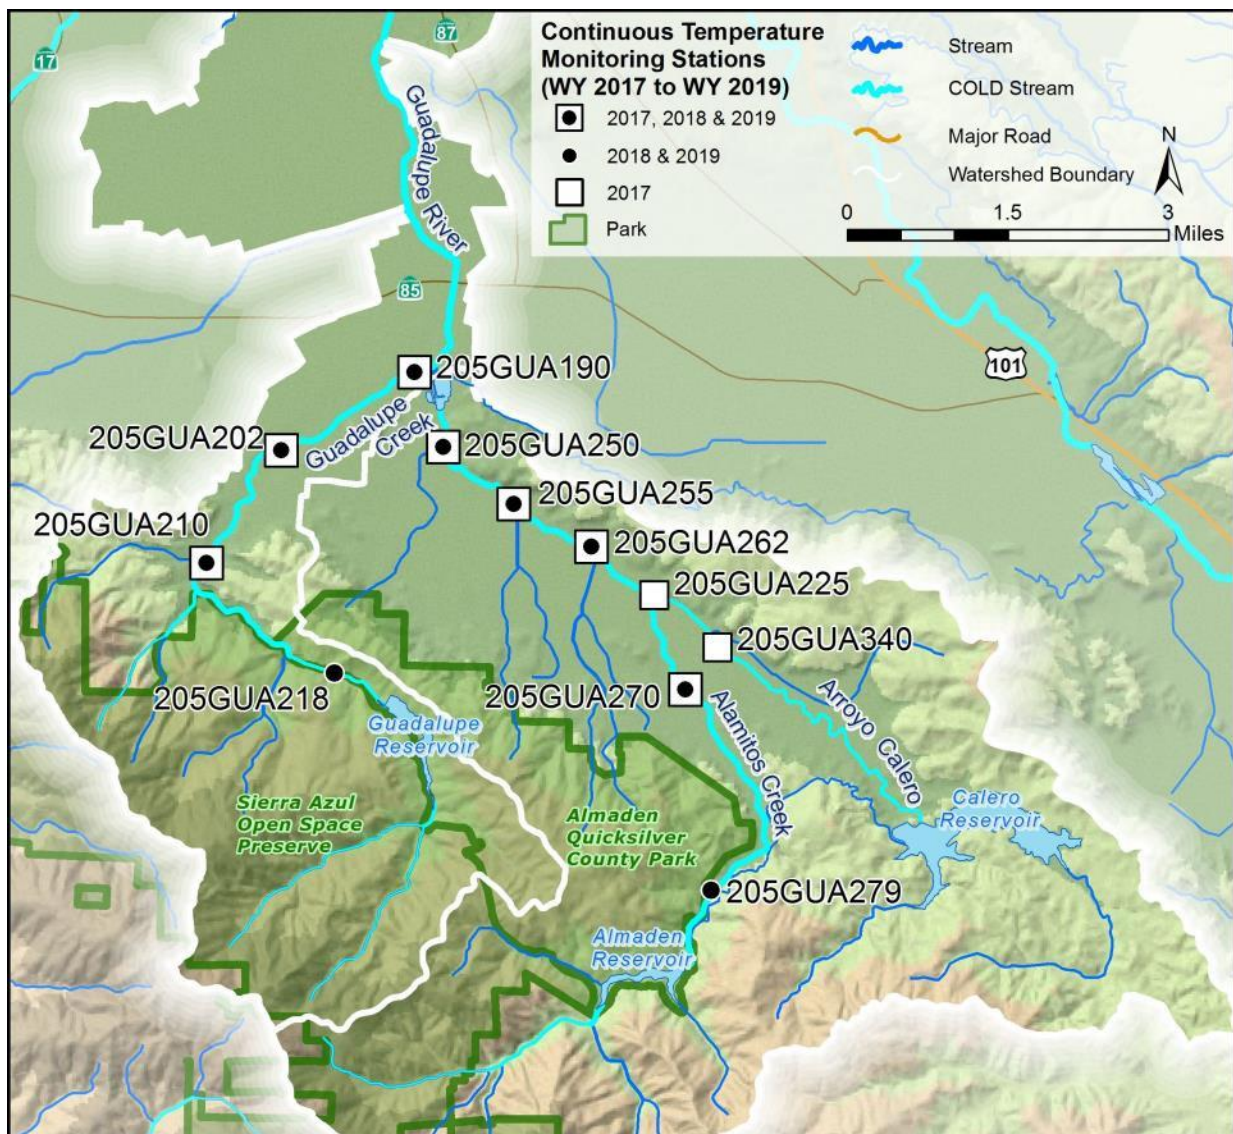 17
87
Continuous Temperature
Monitoring Stations
(WY 2017 to WY 2019)
2017, 2018 & 2019
2018 & 2019
2017
Park
Stream
COLD Stream
Major Road
Watershed Boundary
N
0 1.5 3
Miles
Guadalupe River
85
101
205GUA190
Guadalupe
Creek
205GUA202
205GUA250
205GUA255
205GUA210
205GUA262
205GUA225
205GUA340
205GUA218
205GUA270
Alamitos Creek
Arroyo Calero
Guadalupe
Reservoir
Calero
Reservoir
Sierra Azul
Open Space
Preserve
Almaden
Quicksilver
County Park
205GUA279
Almaden
Reservoir